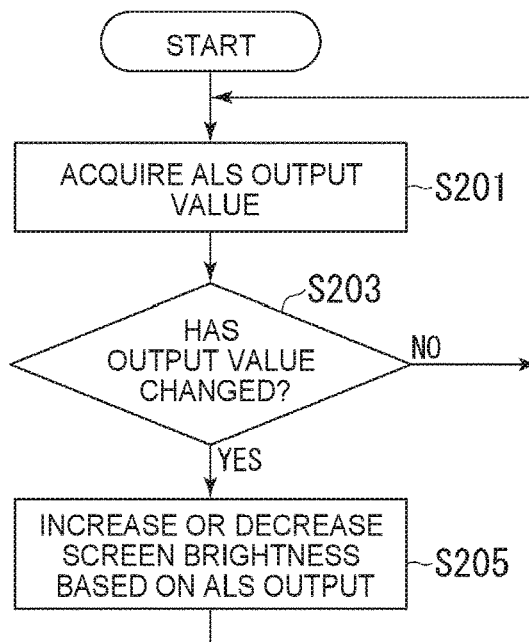 START
ACQUIRE ALS OUTPUT
VALUE
S201
S203
HAS
OUTPUT VALUE
CHANGED?
NO
YES
INCREASE OR DECREASE
SCREEN BRIGHTNESS
BASED ON ALS OUTPUT
S205